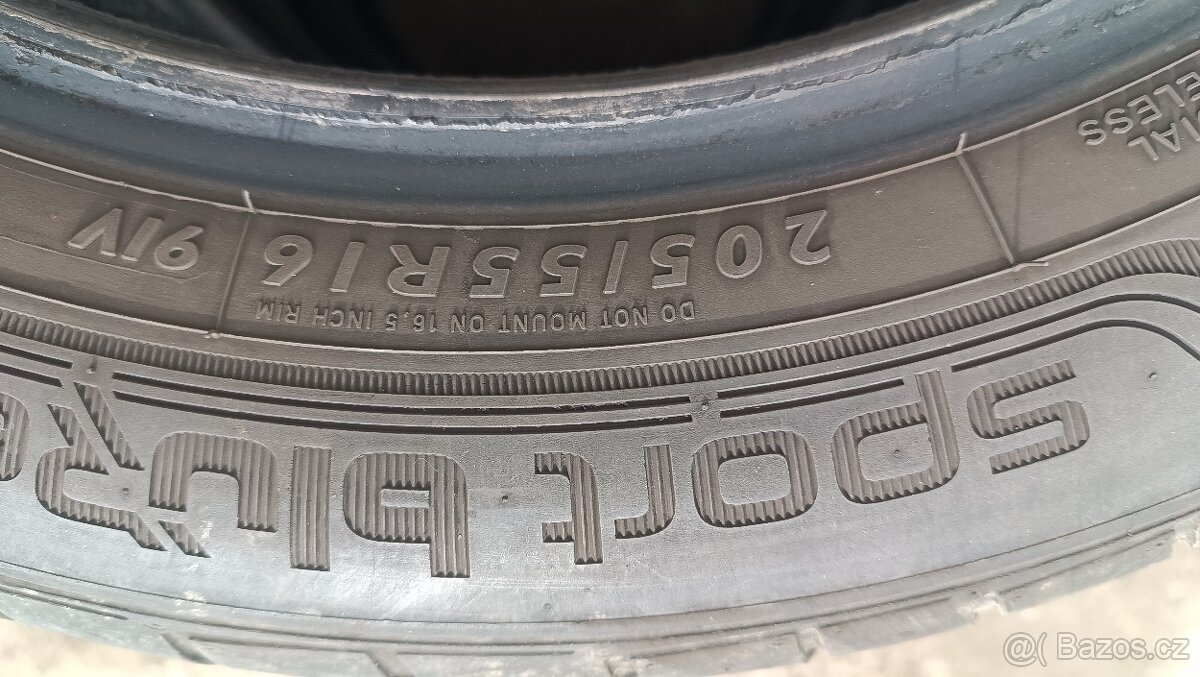 sport blu
DO NOT MOUNT ON 16,5 INCH RIM
205/55R16 91V
@( Bazos.cz